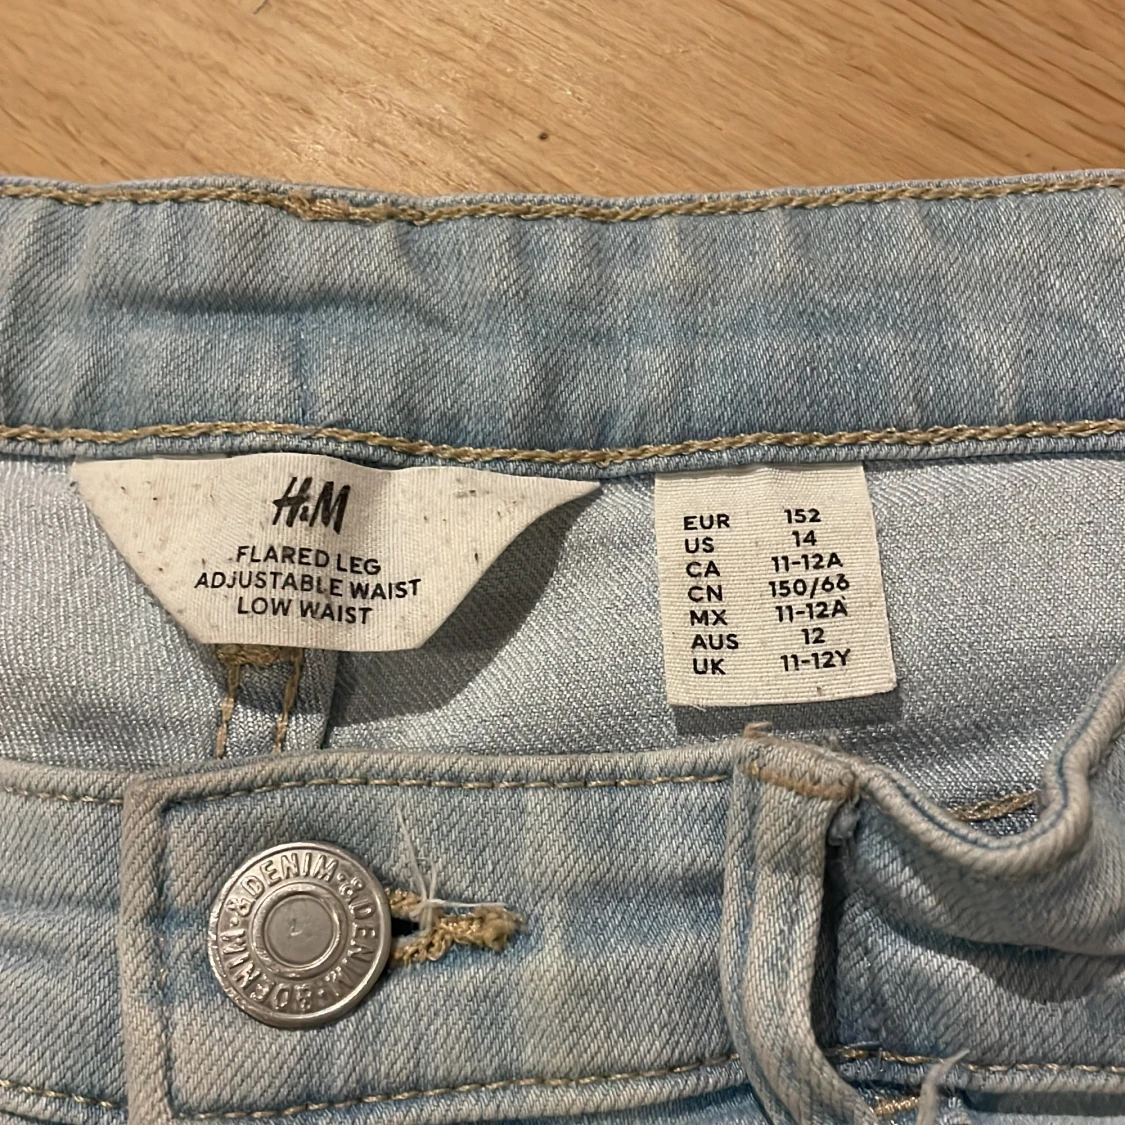 H&M
FLARED LEG
ADJUSTABLE WAIST
LOW WAIST
EUR 152
US 14
CA 11-12A
CN 150/66
MX 11-12A
AUS 12
UK 11-12Y
&DENIM·&DENIM·&DENIM·